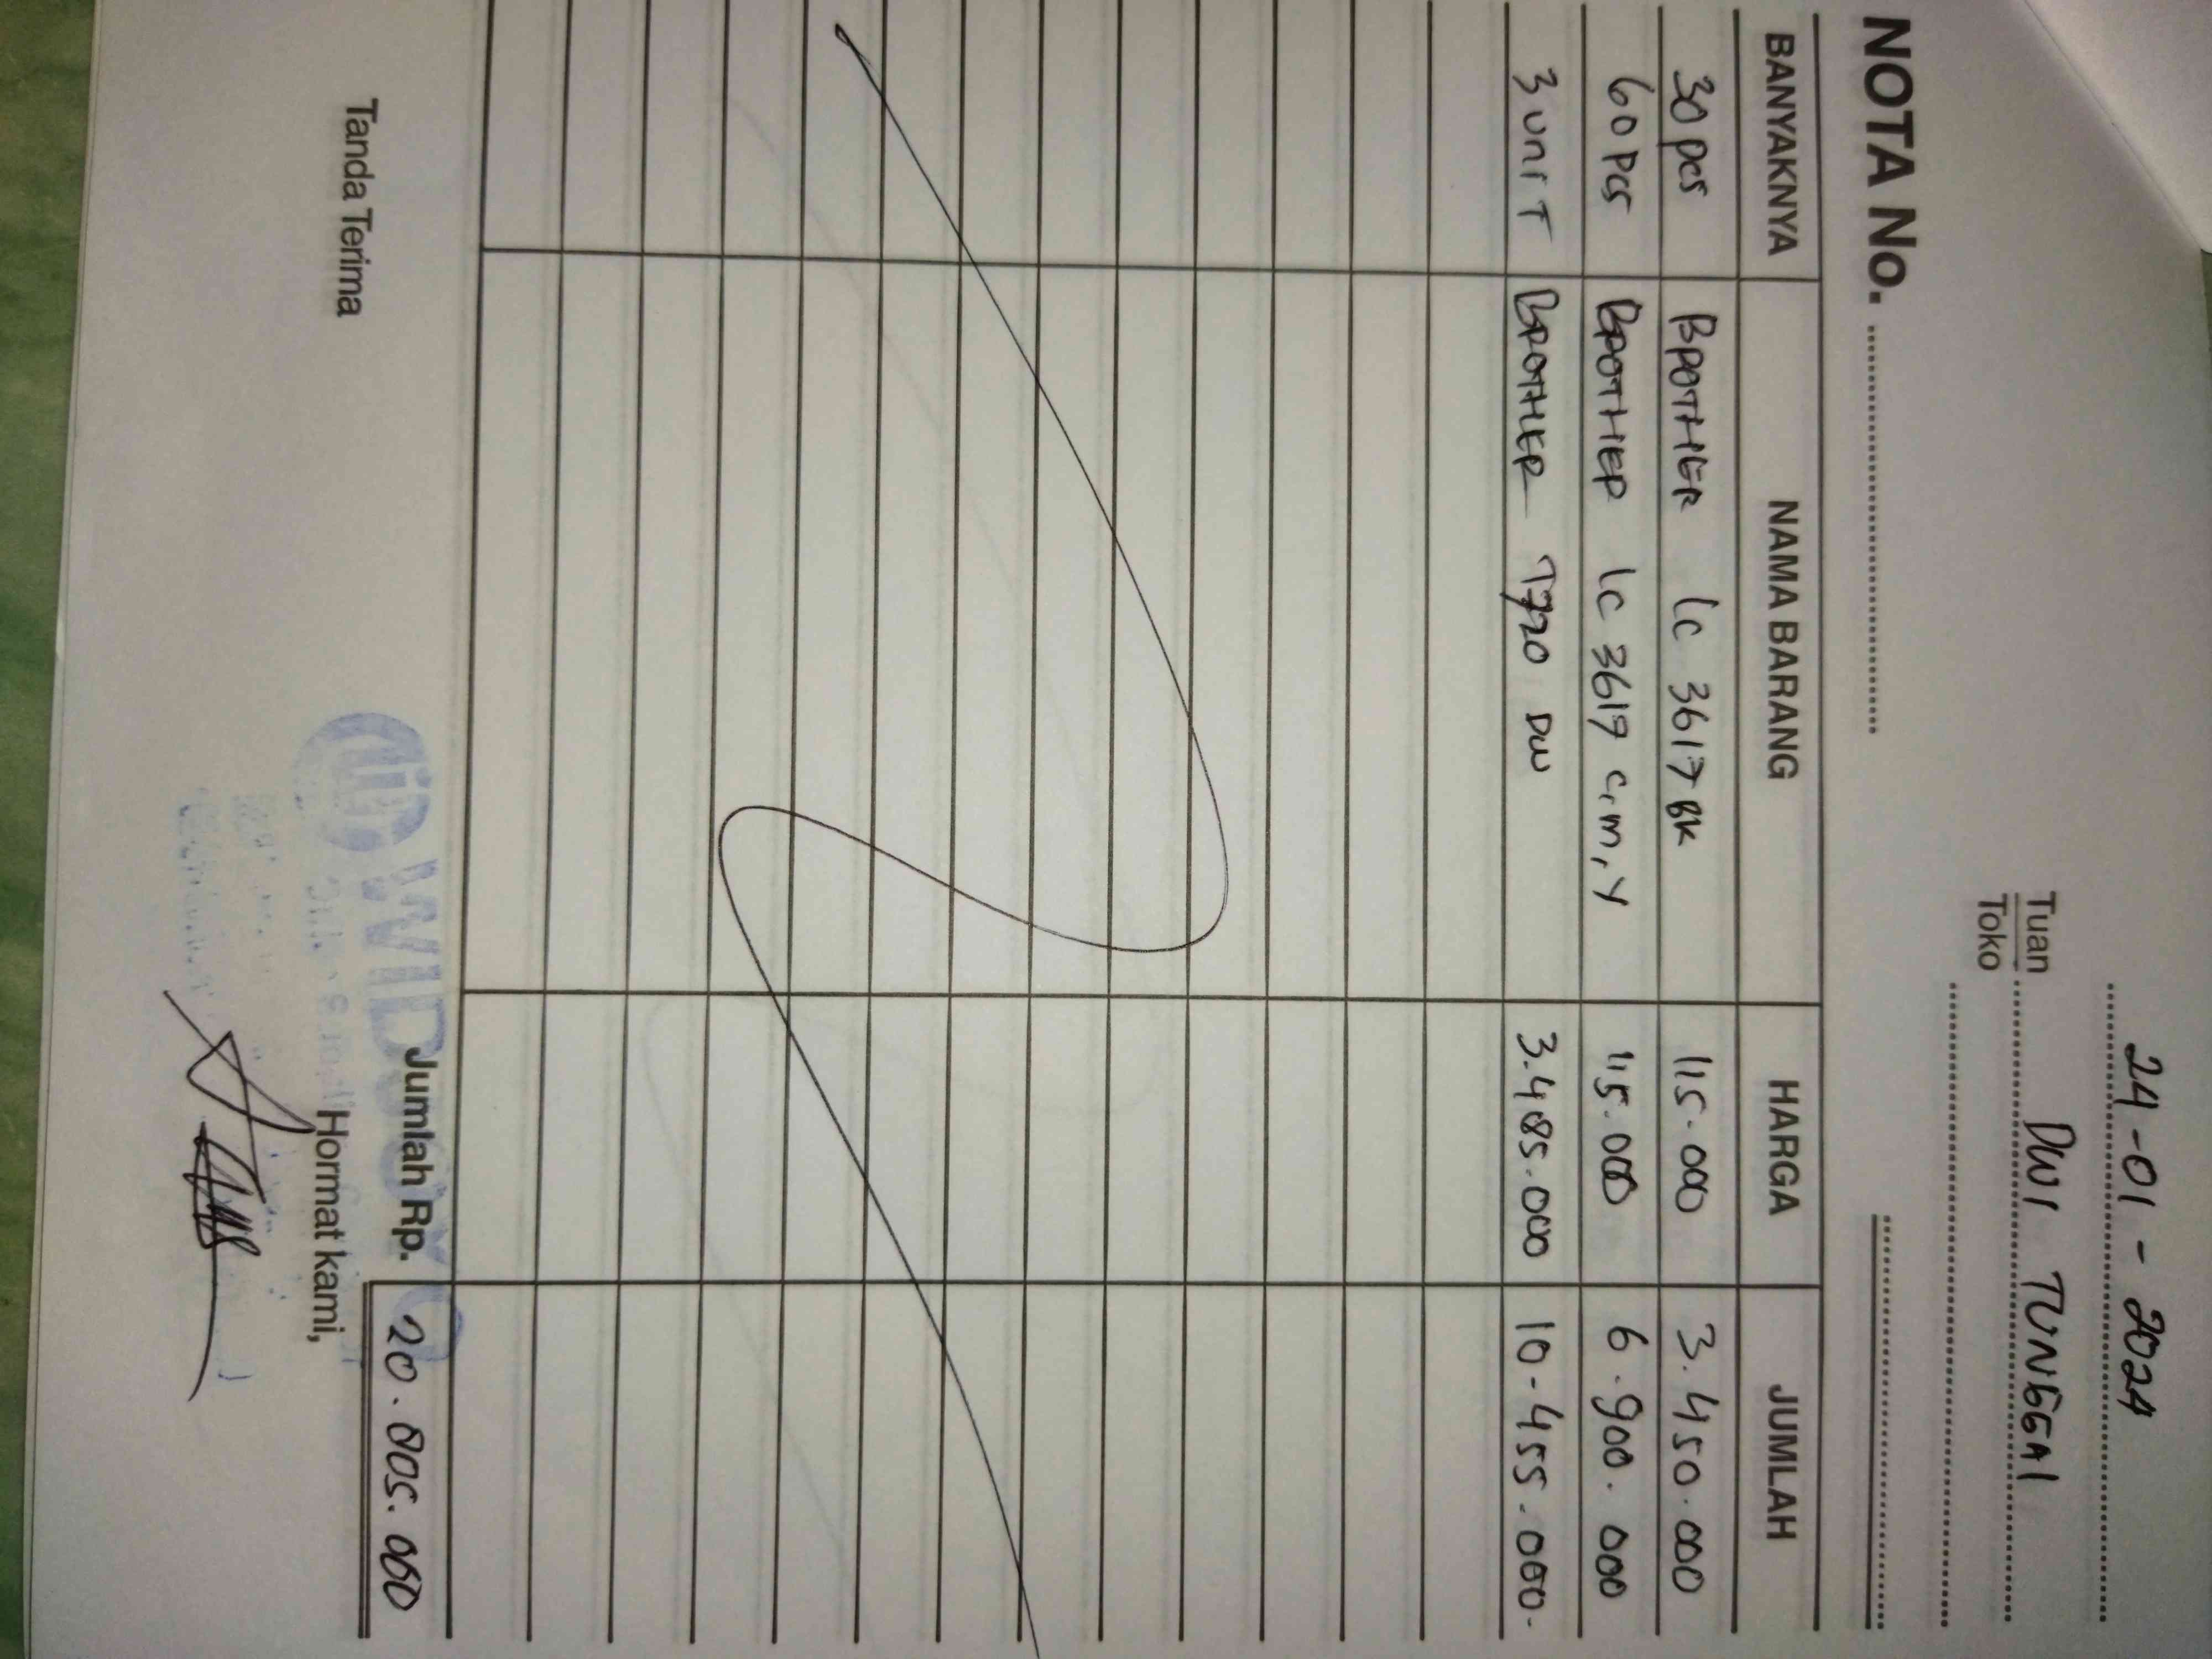 24-01-2024
Tuan DWI TUNGGAl
Toko
NOTA No.
BANYAKNYA NAMA BARANG HARGA JUMLAH
30 pcs BROTHER LC 3617 BK 115.000 3.450.000
60 PCS BROTHER LC 3619 C,M,Y 115.000 6.900.000
3 UNIT BROTHER T720 DW 3.485.000 10.455.000.
Jumlah Rp. 20.805.000
Tanda Terima Hormat kami,